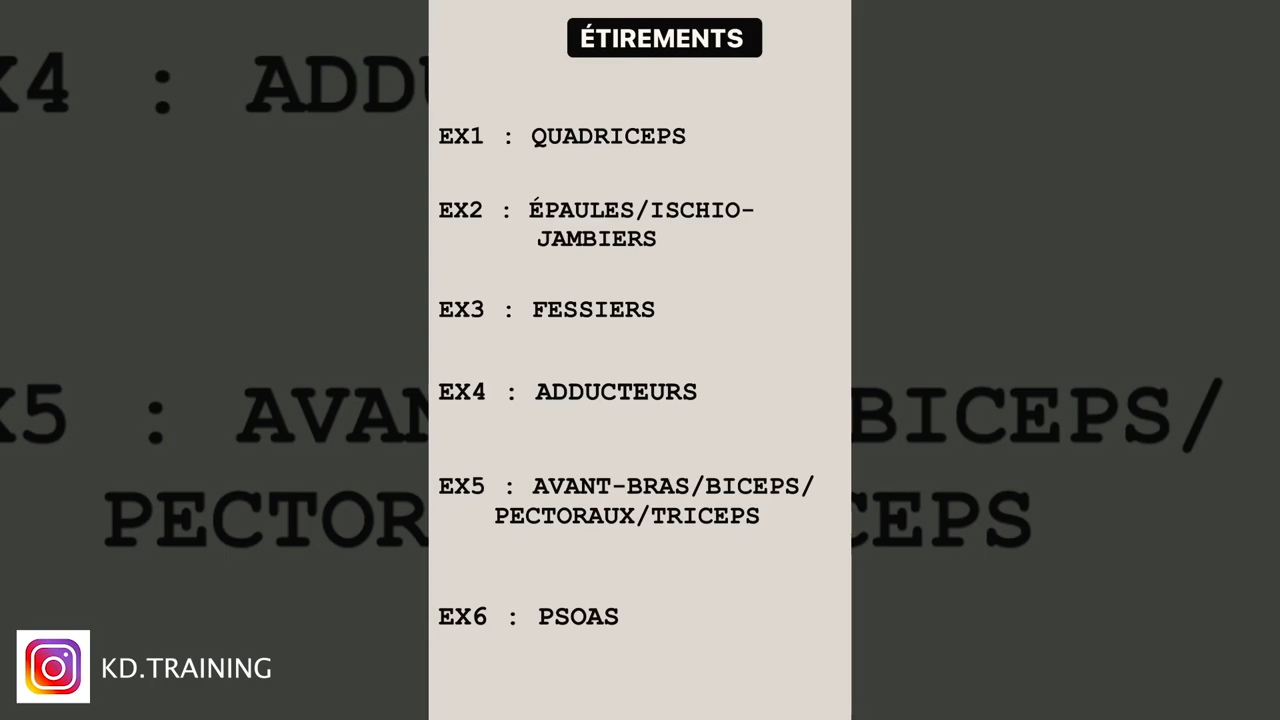 ÉTIREMENTS
EX1 : QUADRICEPS
EX2 : ÉPAULES/ISCHIO-
JAMBIERS
EX3 : FESSIERS
EX4 : ADDUCTEURS
EX5 : AVANT-BRAS/BICEPS/
PECTORAUX/TRICEPS
EX6 : PSOAS
KD.TRAINING